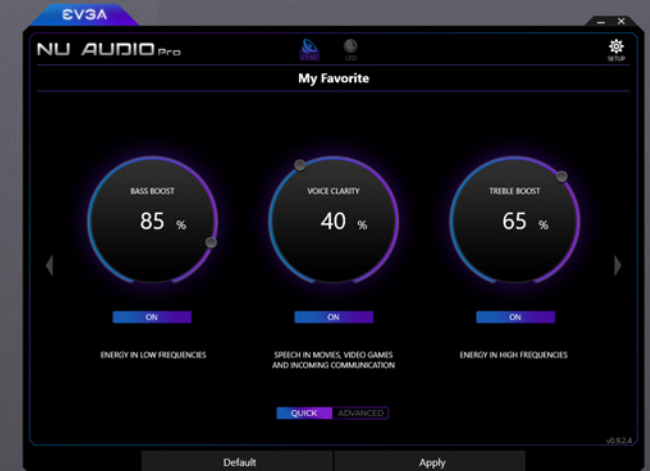 EVGA
NU AUDIO Pro
SOUND
LED
SETUP
My Favorite
BASS BOOST
85 %
VOICE CLARITY
40 %
TREBLE BOOST
65 %
ON
ON
ON
ENERGY IN LOW FREQUENCIES
SPEECH IN MOVIES, VIDEO GAMES
AND INCOMING COMMUNICATION
ENERGY IN HIGH FREQUENCIES
QUICK
ADVANCED
v0.9.2.4
Default
Apply